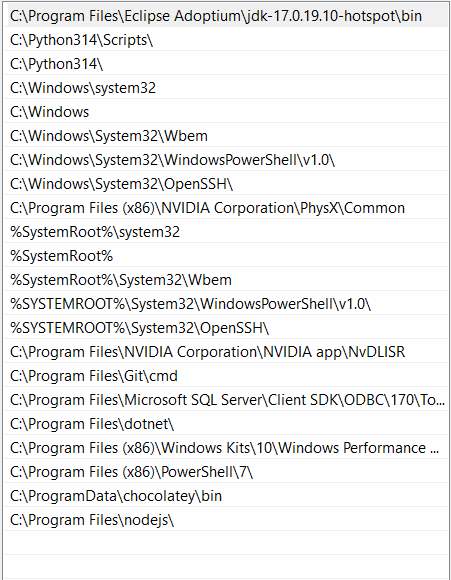 C:\Program Files\Eclipse Adoptium\jdk-17.0.19.10-hotspot\bin
C:\Python314\Scripts\
C:\Python314\
C:\Windows\system32
C:\Windows
C:\Windows\System32\Wbem
C:\Windows\System32\WindowsPowerShell\v1.0\
C:\Windows\System32\OpenSSH\
C:\Program Files (x86)\NVIDIA Corporation\PhysX\Common
%SystemRoot%\system32
%SystemRoot%
%SystemRoot%\System32\Wbem
%SYSTEMROOT%\System32\WindowsPowerShell\v1.0\
%SYSTEMROOT%\System32\OpenSSH\
C:\Program Files\NVIDIA Corporation\NVIDIA app\NvDLISR
C:\Program Files\Git\cmd
C:\Program Files\Microsoft SQL Server\Client SDK\ODBC\170\To...
C:\Program Files\dotnet\
C:\Program Files (x86)\Windows Kits\10\Windows Performance ...
C:\Program Files (x86)\PowerShell\7\
C:\ProgramData\chocolatey\bin
C:\Program Files\nodejs\